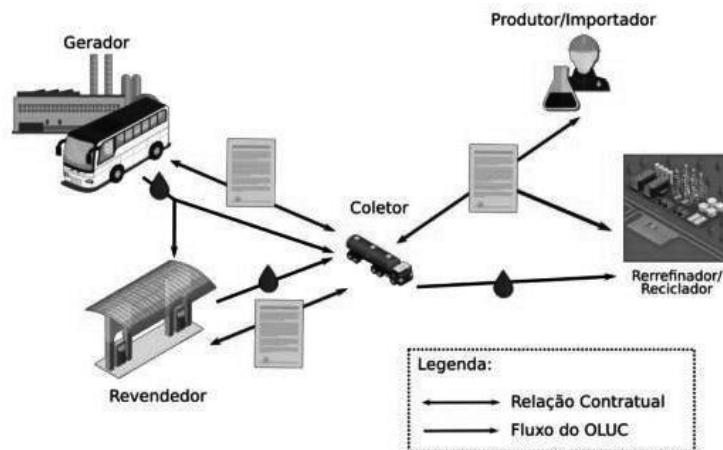 Produtor/Importador
Gerador
Coletor
Rerrefinador/
Reciclador
Revendedor
Legenda:
Relação Contratual
Fluxo do OLUC